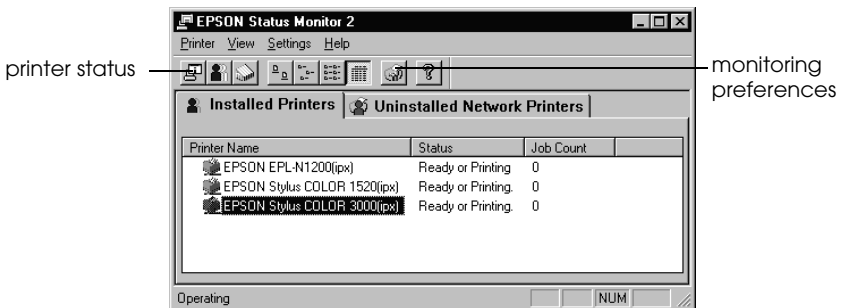 EPSON Status Monitor 2
Printer View Settings Help
printer status
monitoring
preferences
Installed Printers Uninstalled Network Printers
Printer Name Status Job Count
EPSON EPL-N1200(ipx) Ready or Printing 0
EPSON Stylus COLOR 1520(ipx) Ready or Printing. 0
EPSON Stylus COLOR 3000(ipx) Ready or Printing. 0
Operating NUM